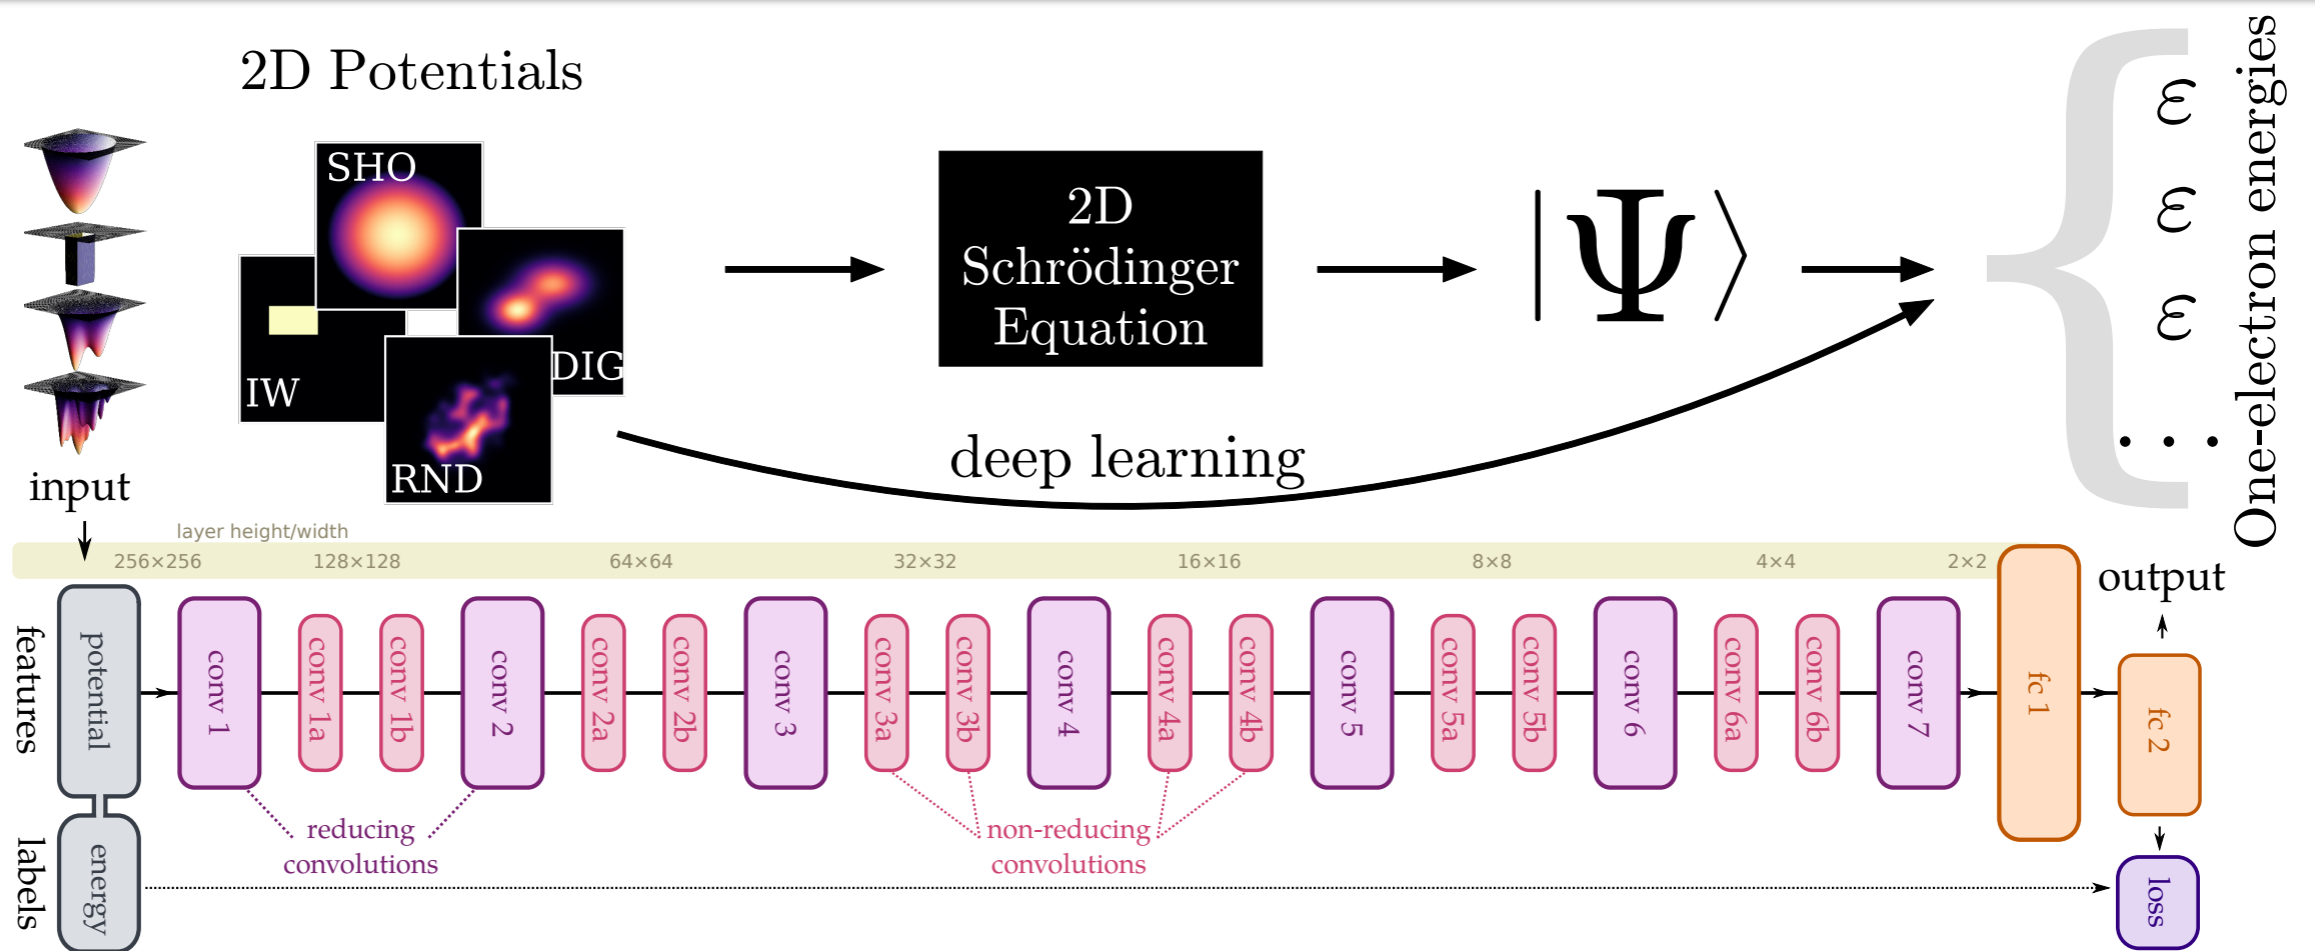 2D Potentials
SHO
IW
DIG
RND
2D
Schrödinger
Equation
|Ψ⟩
ε
ε
ε
...
One-electron energies
deep learning
input
layer height/width
256×256
128×128
64×64
32×32
16×16
8×8
4×4
2×2
output
features
potential
conv 1
conv 1a
conv 1b
conv 2
conv 2a
conv 2b
conv 3
conv 3a
conv 3b
conv 4
conv 4a
conv 4b
conv 5
conv 5a
conv 5b
conv 6
conv 6a
conv 6b
conv 7
fc 1
fc 2
reducing
convolutions
non-reducing
convolutions
labels
energy
loss